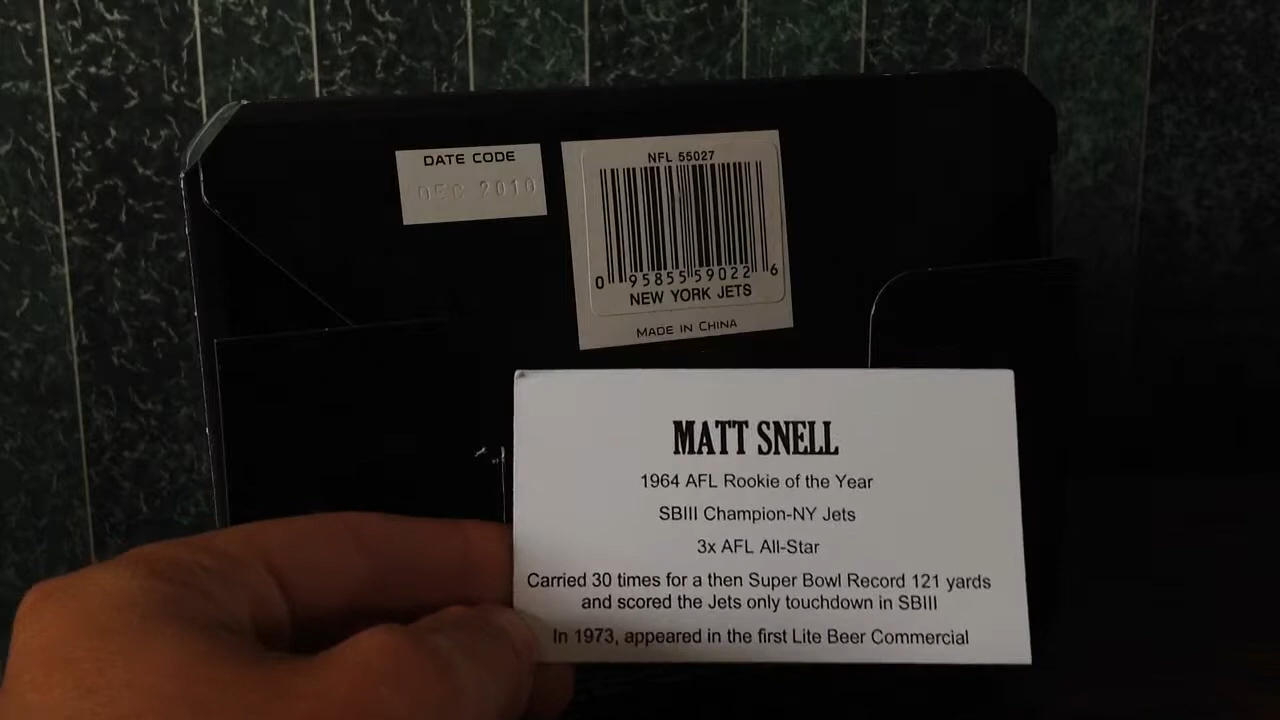 DATE CODE
DEC 2010
NFL 55027
0 95855 59022 6
NEW YORK JETS
MADE IN CHINA
MATT SNELL
1964 AFL Rookie of the Year
SBIII Champion-NY Jets
3x AFL All-Star
Carried 30 times for a then Super Bowl Record 121 yards
and scored the Jets only touchdown in SBIII
In 1973, appeared in the first Lite Beer Commercial